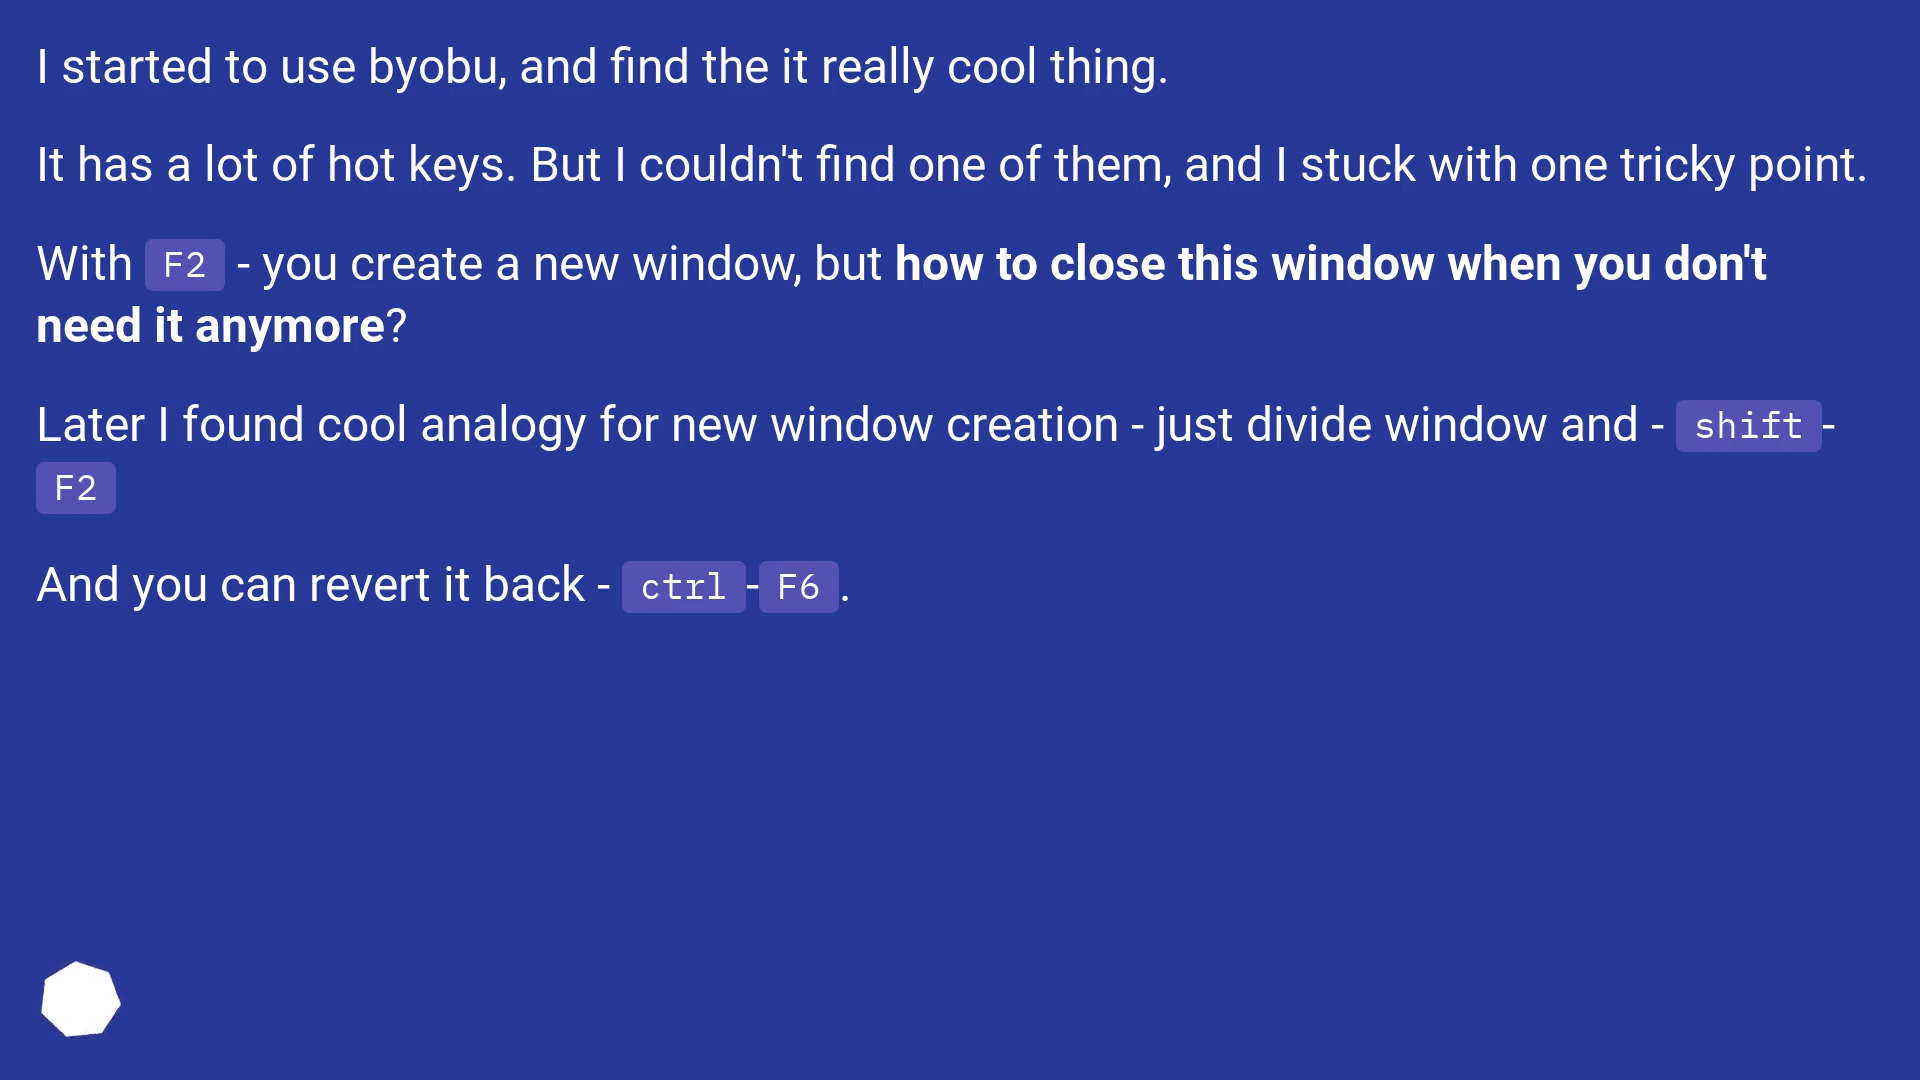 I started to use byobu, and find the it really cool thing.
It has a lot of hot keys. But I couldn't find one of them, and I stuck with one tricky point.
With F2 - you create a new window, but how to close this window when you don't
need it anymore?
Later I found cool analogy for new window creation - just divide window and - shift-
F2
And you can revert it back - ctrl-F6.